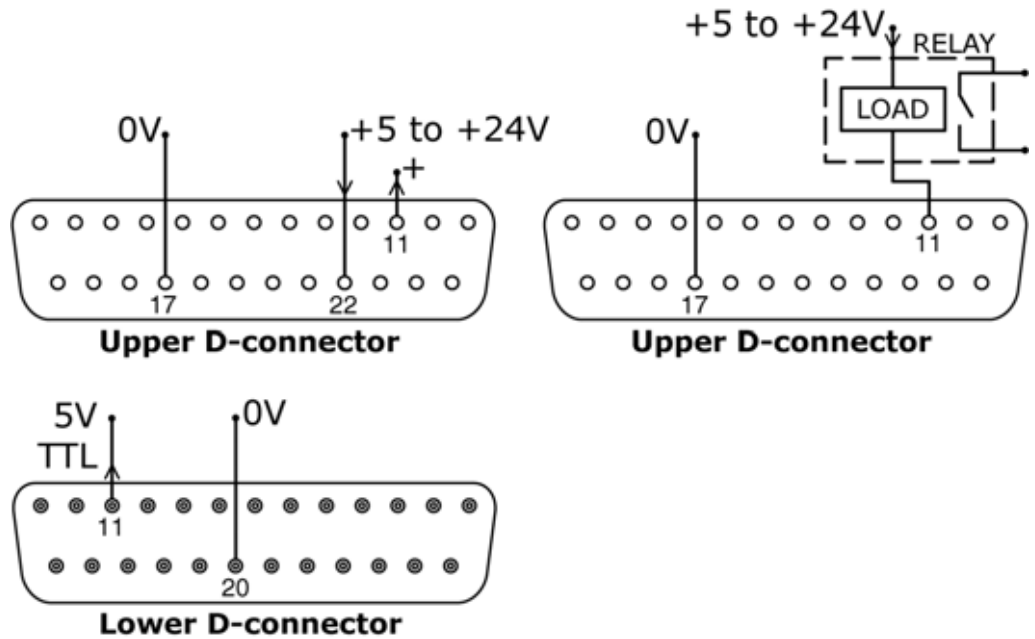 0V
+5 to +24V
+
11
17
22
Upper D-connector
+5 to +24V
RELAY
LOAD
0V
11
17
Upper D-connector
5V
0V
TTL
11
20
Lower D-connector